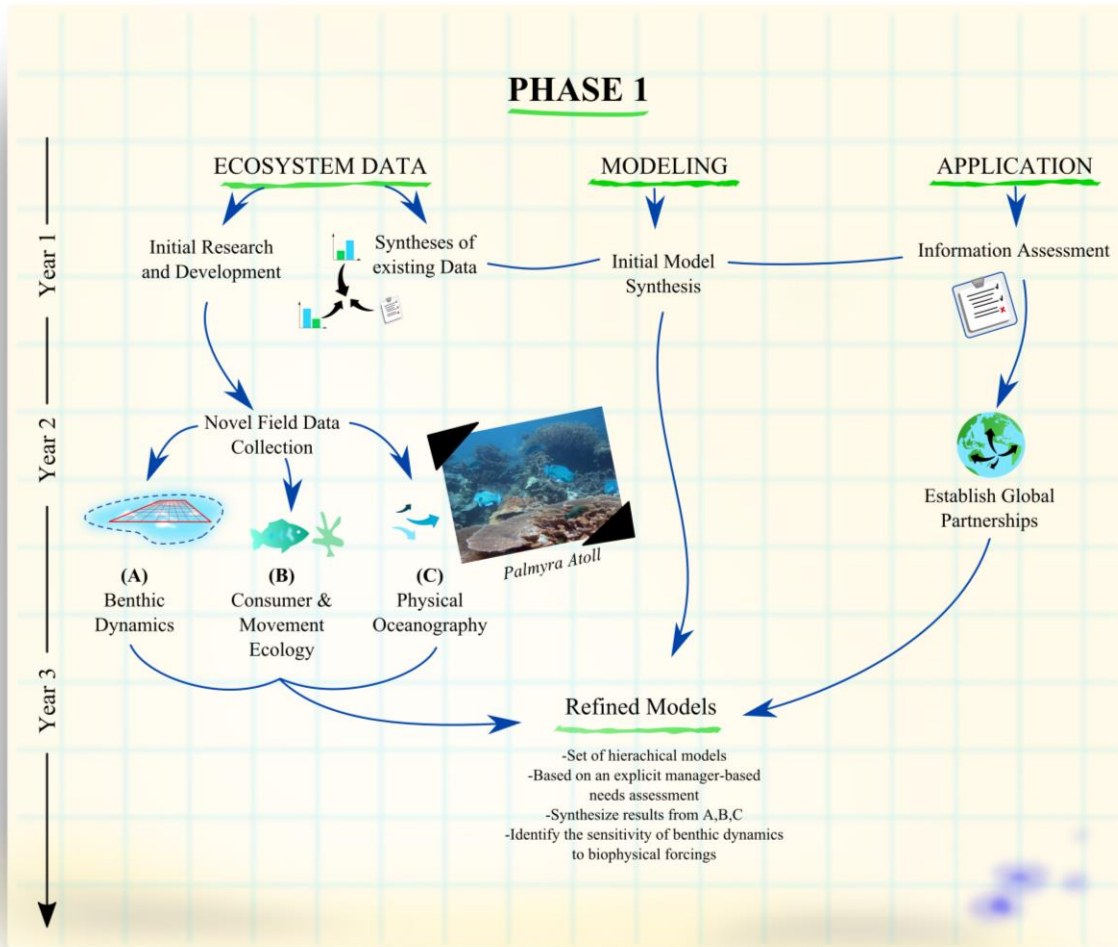 PHASE 1
ECOSYSTEM DATA
MODELING
APPLICATION
Year 1
Initial Research
and Development
Syntheses of
existing Data
Initial Model
Synthesis
Information Assessment
Year 2
Novel Field Data
Collection
Palmyra Atoll
Establish Global
Partnerships
(A)
Benthic
Dynamics
(B)
Consumer &
Movement
Ecology
(C)
Physical
Oceanography
Year 3
Refined Models
-Set of hierachical models
-Based on an explicit manager-based
needs assessment
-Synthesize results from A,B,C
-Identify the sensitivity of benthic dynamics
to biophysical forcings